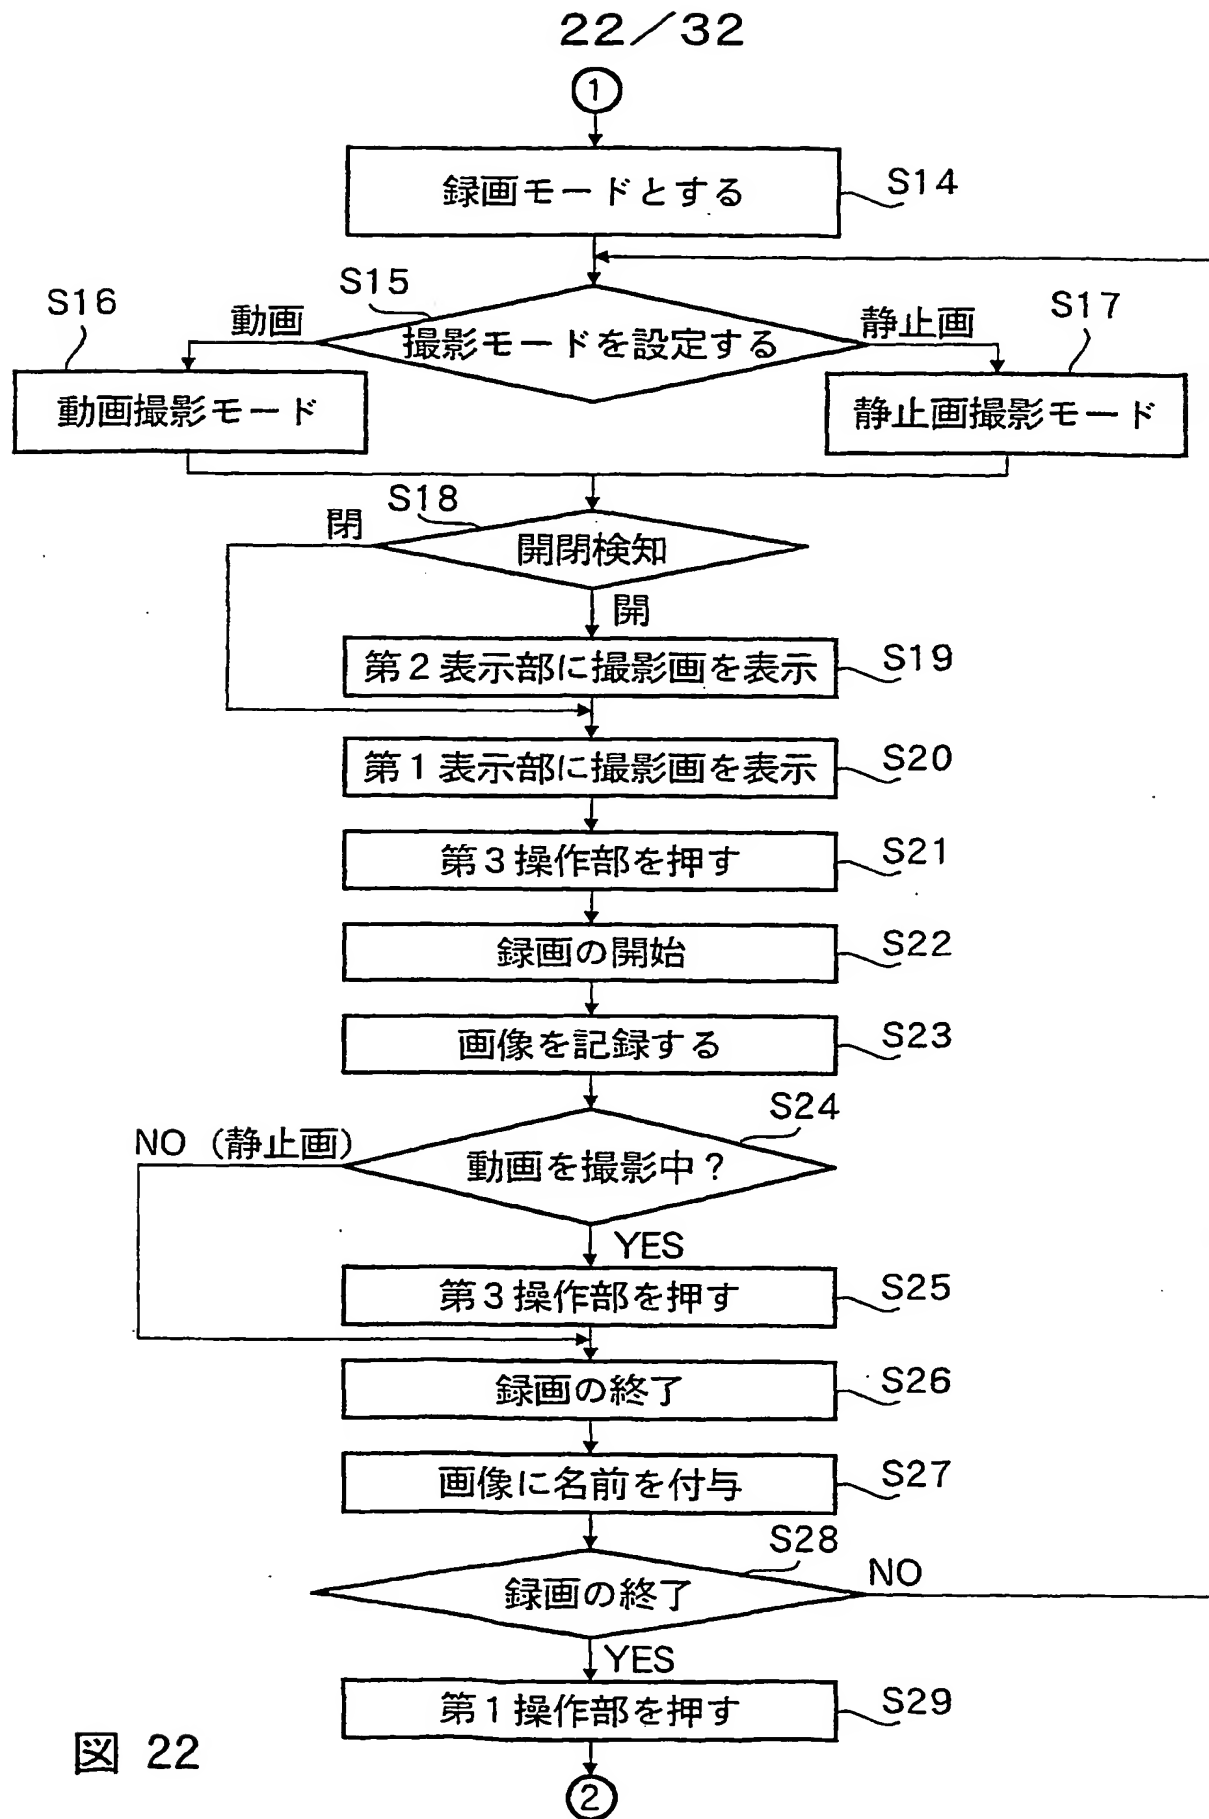 22/32
①
録画モードとする
S14
S15
撮影モードを設定する
動画
静止画
S16
動画撮影モード
S17
静止画撮影モード
S18
開閉検知
閉
開
第2表示部に撮影画を表示
S19
第1表示部に撮影画を表示
S20
第3操作部を押す
S21
録画の開始
S22
画像を記録する
S23
S24
動画を撮影中?
NO (静止画)
YES
第3操作部を押す
S25
録画の終了
S26
画像に名前を付与
S27
S28
録画の終了
NO
YES
第1操作部を押す
S29
②
図 22